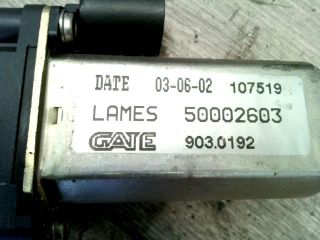 DATE 03-06-02 107519
LAMES 50002603
GATE 903.0192